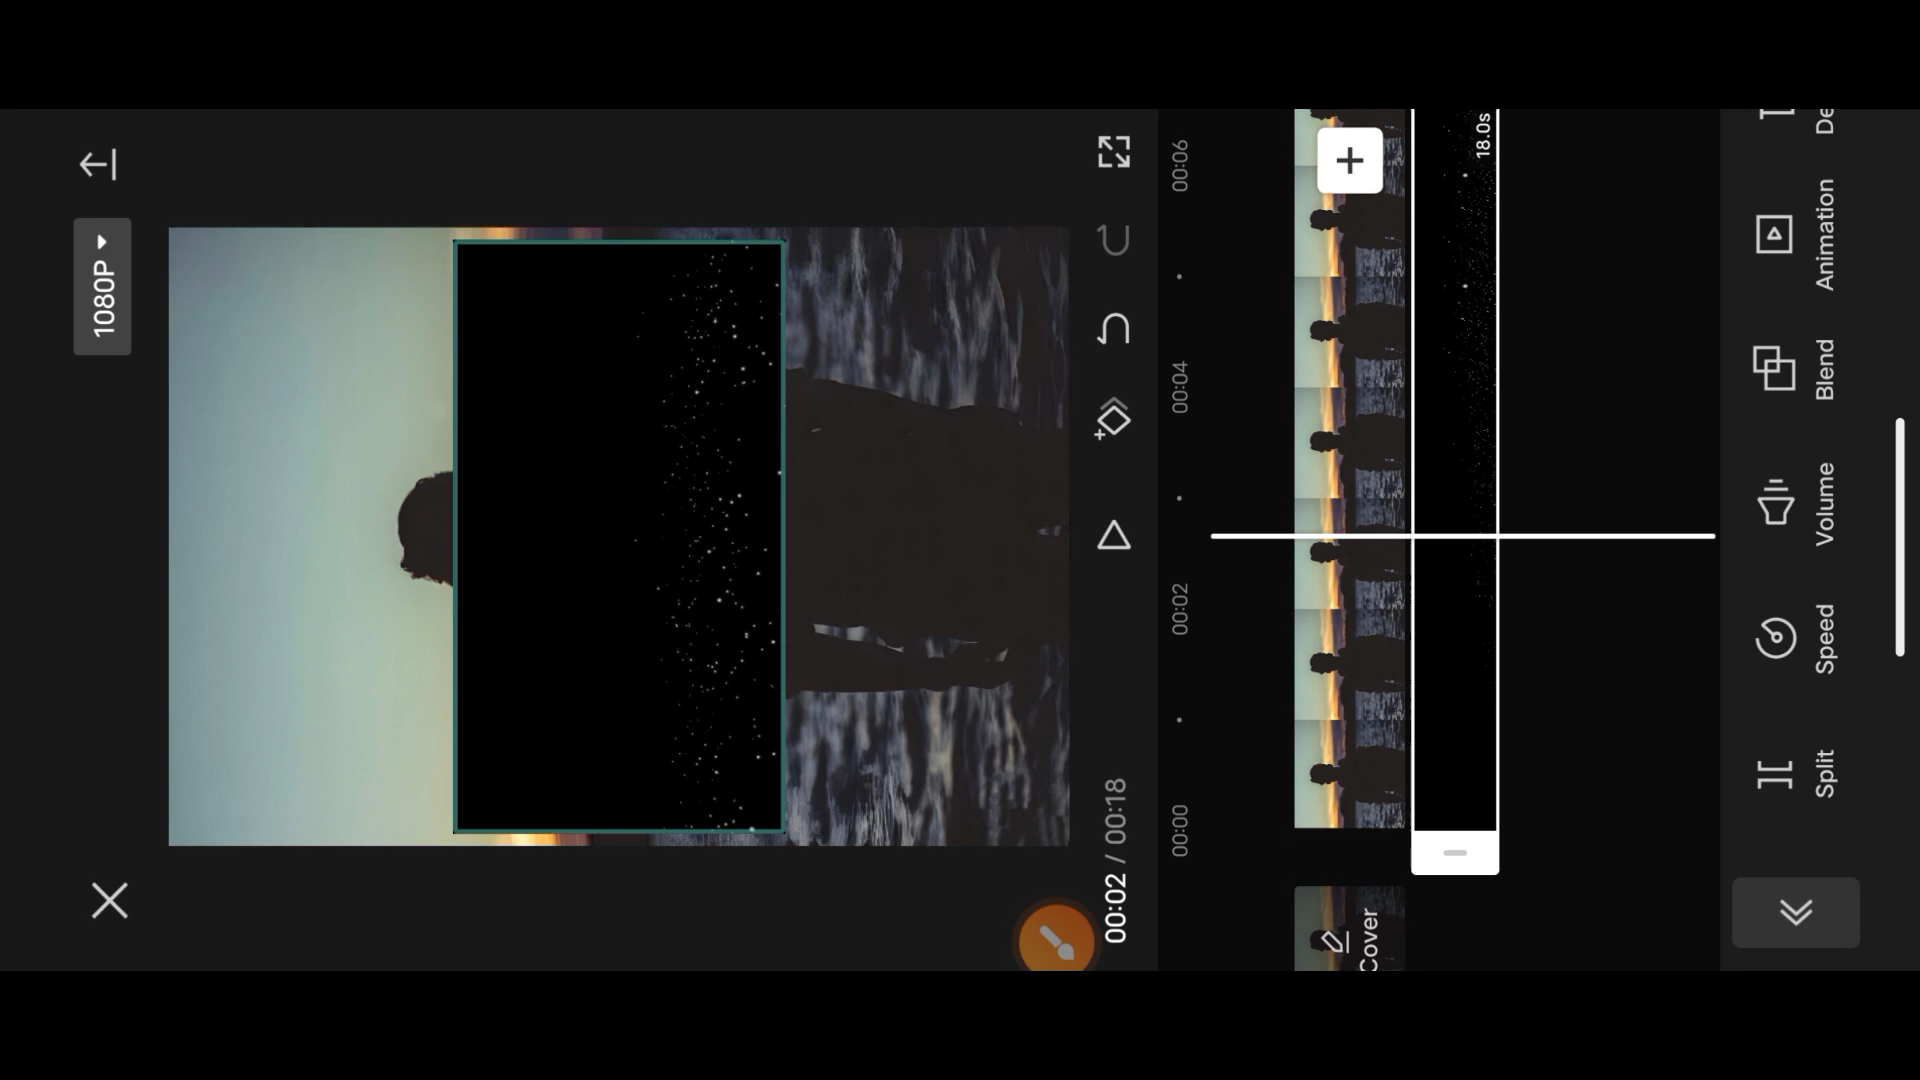 1080P
00:02 / 00:18
00:00 00:02 00:04 00:06
Cover
18.0s
Split Speed Volume Blend Animation De